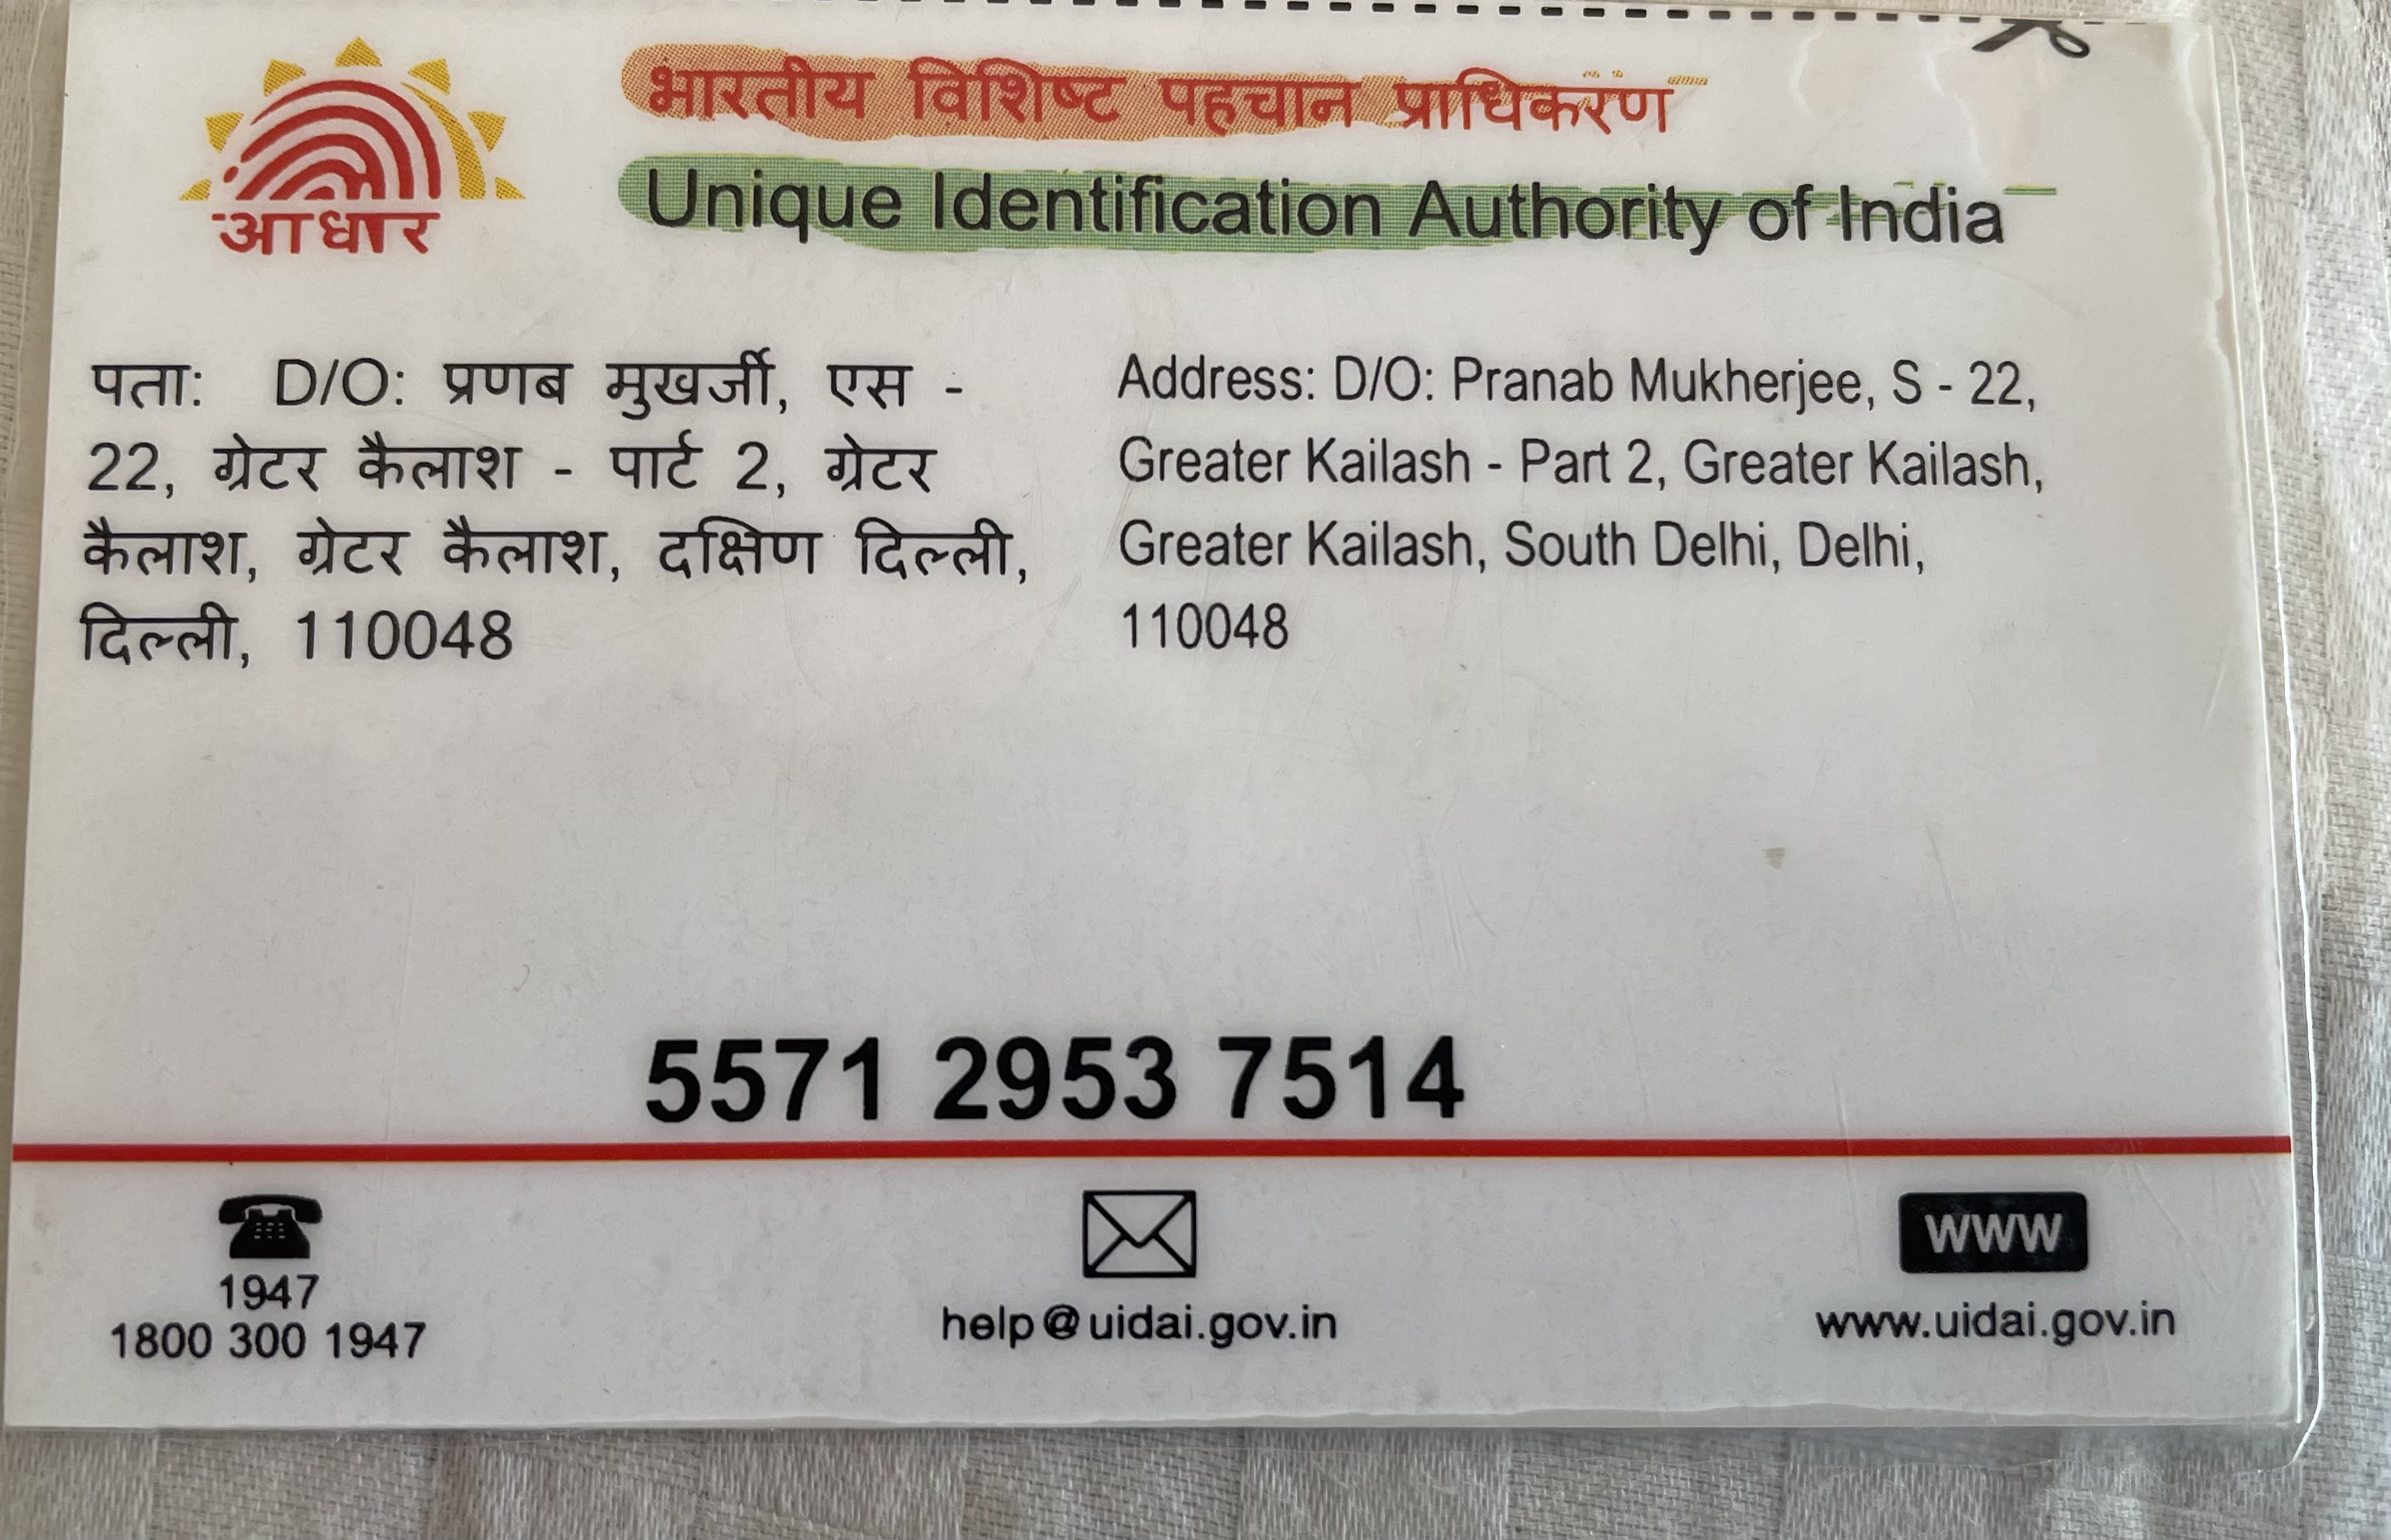 भारतीय विशिष्ट पहचान प्राधिकरण
Unique Identification Authority of India
आधार
पता: D/O: प्रणब मुखर्जी, एस -
22, ग्रेटर कैलाश - पार्ट 2, ग्रेटर
कैलाश, ग्रेटर कैलाश, दक्षिण दिल्ली,
दिल्ली, 110048
Address: D/O: Pranab Mukherjee, S - 22,
Greater Kailash - Part 2, Greater Kailash,
Greater Kailash, South Delhi, Delhi,
110048
5571 2953 7514
1947
1800 300 1947
help@uidai.gov.in
www
www.uidai.gov.in